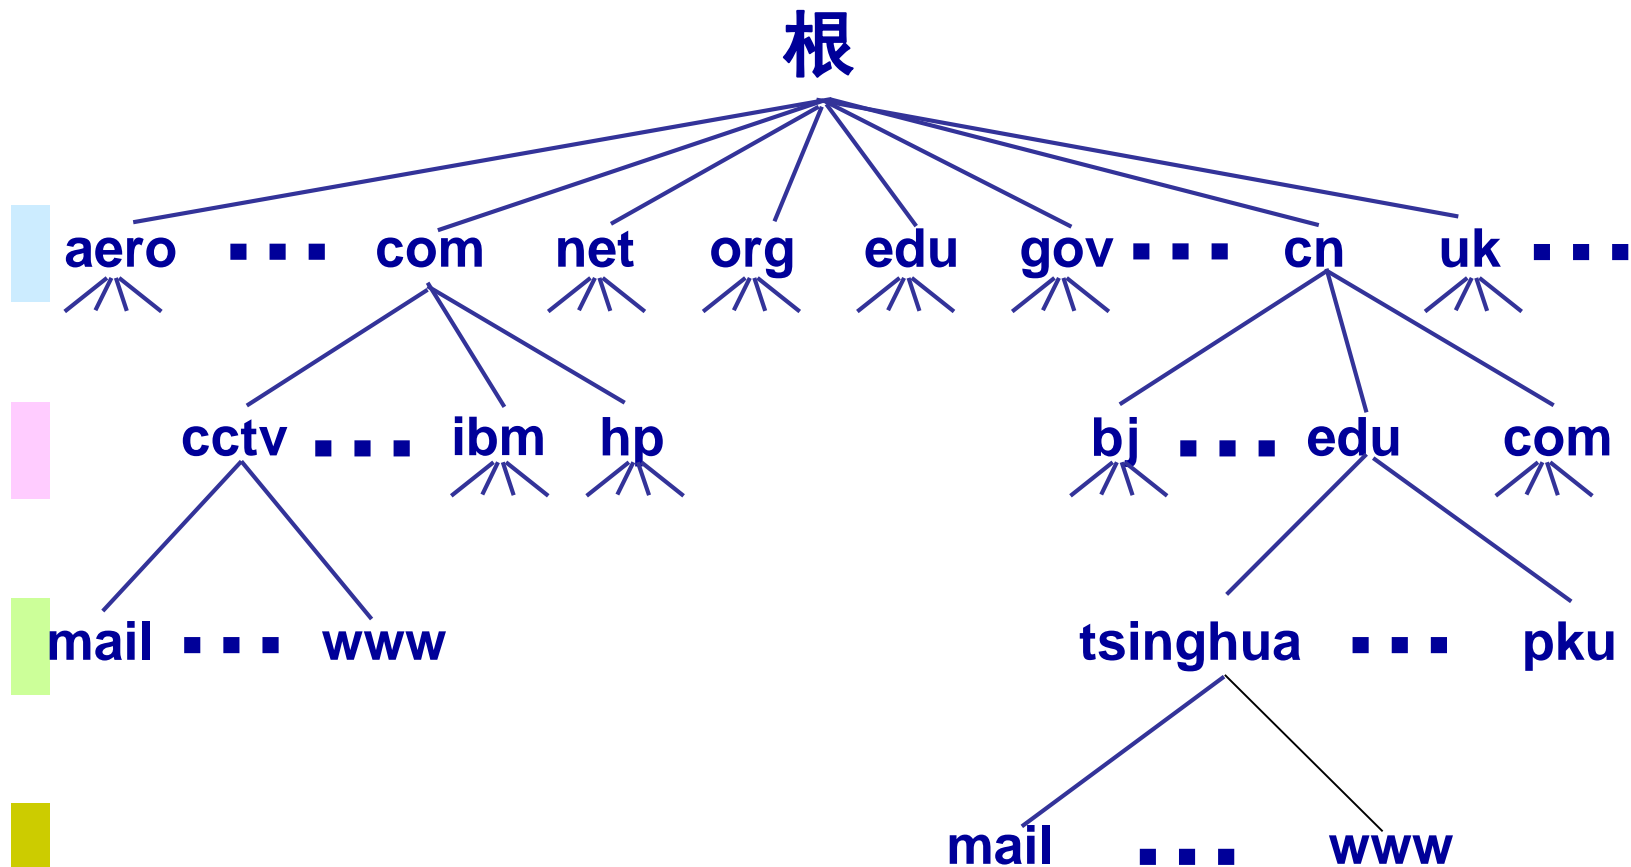 根
aero ... com net org edu gov ... cn uk ...
cctv ... ibm hp bj ... edu com
mail ... www tsinghua ... pku
mail ... www